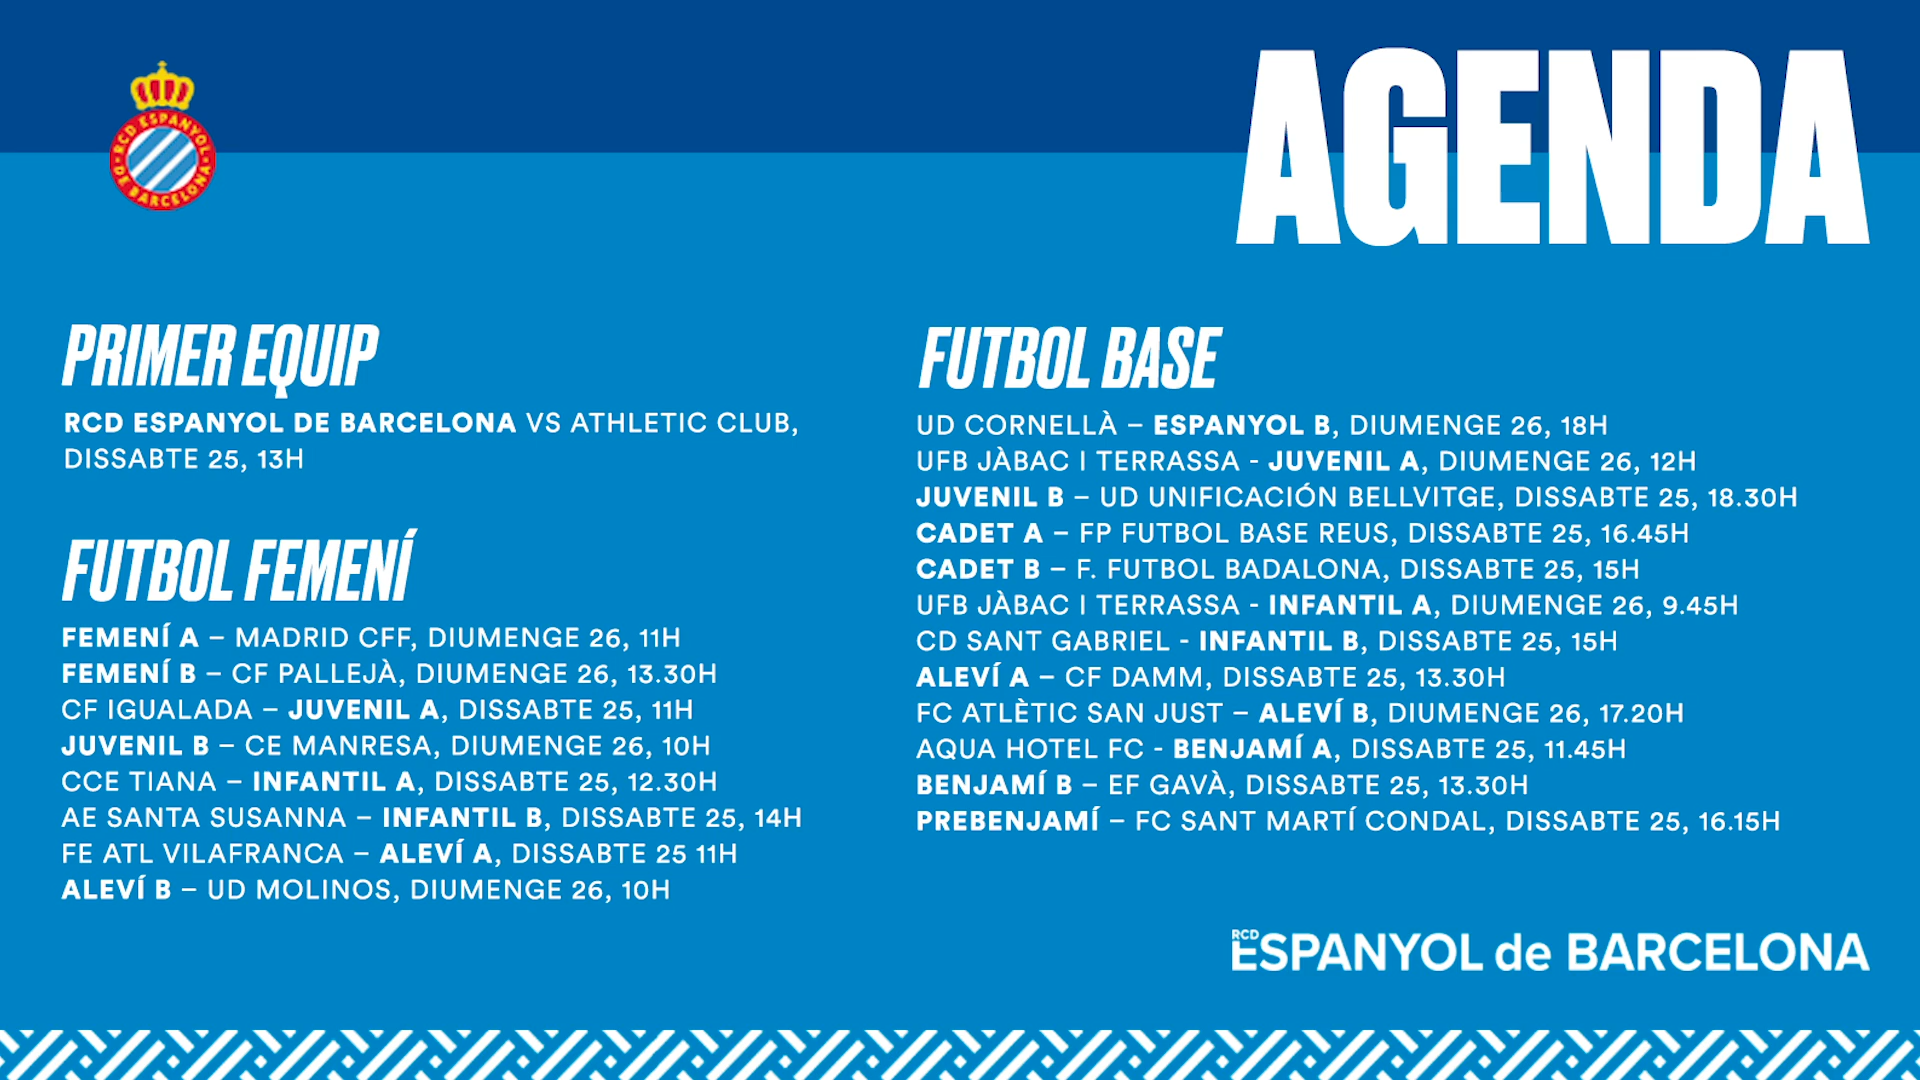 RCD ESPANYOL
DE BARCELONA
AGENDA
PRIMER EQUIP
RCD ESPANYOL DE BARCELONA VS ATHLETIC CLUB,
DISSABTE 25, 13H
FUTBOL FEMENÍ
FEMENÍ A – MADRID CFF, DIUMENGE 26, 11H
FEMENÍ B – CF PALLEJÀ, DIUMENGE 26, 13.30H
CF IGUALADA – JUVENIL A, DISSABTE 25, 11H
JUVENIL B – CE MANRESA, DIUMENGE 26, 10H
CCE TIANA – INFANTIL A, DISSABTE 25, 12.30H
AE SANTA SUSANNA – INFANTIL B, DISSABTE 25, 14H
FE ATL VILAFRANCA – ALEVÍ A, DISSABTE 25 11H
ALEVÍ B – UD MOLINOS, DIUMENGE 26, 10H
FUTBOL BASE
UD CORNELLÀ – ESPANYOL B, DIUMENGE 26, 18H
UFB JÀBAC I TERRASSA - JUVENIL A, DIUMENGE 26, 12H
JUVENIL B – UD UNIFICACIÓN BELLVITGE, DISSABTE 25, 18.30H
CADET A – FP FUTBOL BASE REUS, DISSABTE 25, 16.45H
CADET B – F. FUTBOL BADALONA, DISSABTE 25, 15H
UFB JÀBAC I TERRASSA - INFANTIL A, DIUMENGE 26, 9.45H
CD SANT GABRIEL - INFANTIL B, DISSABTE 25, 15H
ALEVÍ A – CF DAMM, DISSABTE 25, 13.30H
FC ATLÈTIC SAN JUST – ALEVÍ B, DIUMENGE 26, 17.20H
AQUA HOTEL FC - BENJAMÍ A, DISSABTE 25, 11.45H
BENJAMÍ B – EF GAVÀ, DISSABTE 25, 13.30H
PREBENJAMÍ – FC SANT MARTÍ CONDAL, DISSABTE 25, 16.15H
RCD ESPANYOL de BARCELONA